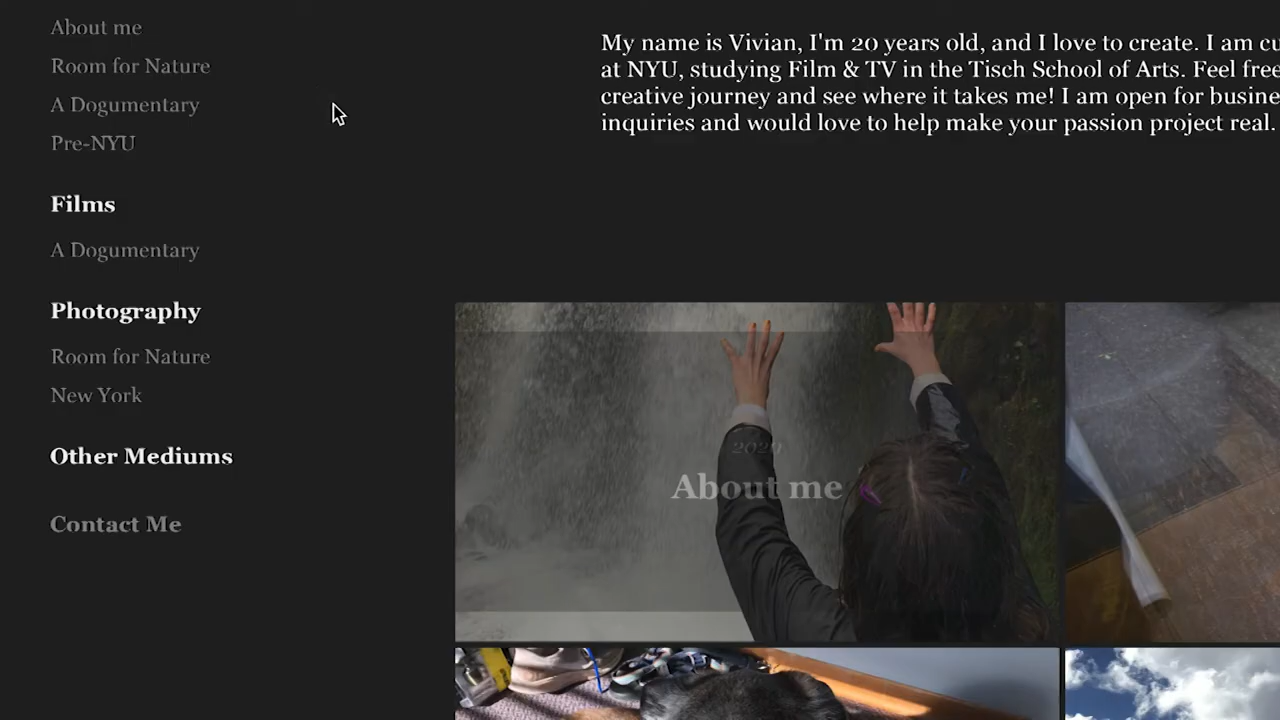 About me
Room for Nature
A Dogumentary
Pre-NYU
Films
A Dogumentary
Photography
Room for Nature
New York
Other Mediums
Contact Me
My name is Vivian, I'm 20 years old, and I love to create. I am
at NYU, studying Film & TV in the Tisch School of Arts. Feel free
creative journey and see where it takes me! I am open for
inquiries and would love to help make your passion project real.
2020
About me